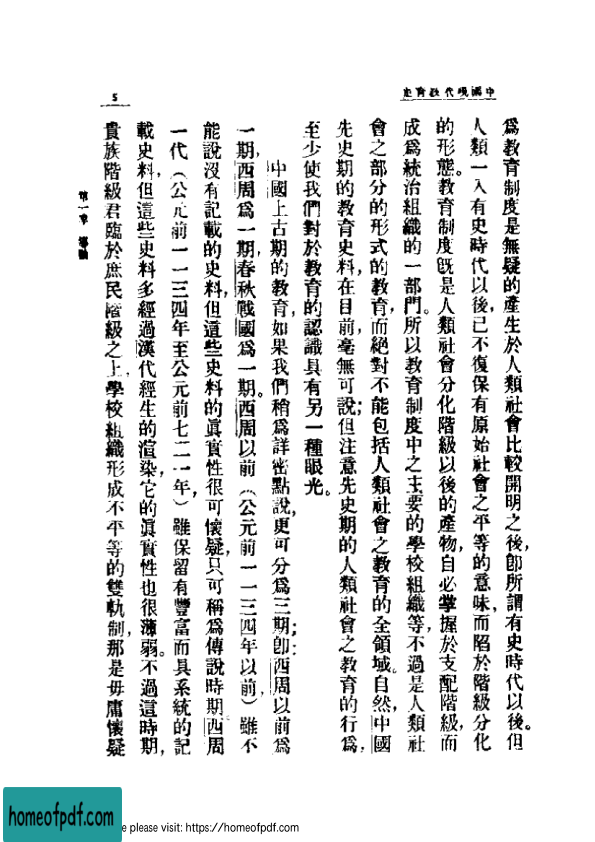 中國現代教育史
5
為教育制度是無疑的產生於人類社會比較開明之後,卽所謂有史時代以後。但
人類一入有史時代以後,已不復保有原始社會之平等的意味,而陷於階級分化
的形態。教育制度旣是人類社會分化階級以後的產物,自必掌握於支配階級,而
成為統治組織的一部門。所以教育制度中之主要的學校組織等,不過是人類社
會之部分的形式的教育,而絕對不能包括人類社會之教育的全領域。自然,中國
先史期的教育史料,在目前,毫無可說;但注意先史期的人類社會之教育的行為,
至少使我們對於教育的認識具有另一種眼光。
中國上古期的教育,如果我們稍為詳密點說,更可分為三期:卽西周以前為
一期,西周為一期,春秋戰國為一期。西周以前(公元前一一三四年以前)雖不
能說沒有記載的史料,但這些史料的眞實性很可懷疑,只可稱為傳說時期,西周
一代(公元前一一三四年至公元前七二一年)雖保留有豐富而具系統的記
載史料,但這些史料多經過漢代經生的渲染,它的眞實性也很薄弱。不過這時期,
貴族階級君臨於庶民階級之上,學校組織形成不平等的雙軌制,那是毋庸懷疑
第一章 導論
homeofpdf.com
e please visit: https://homeofpdf.com